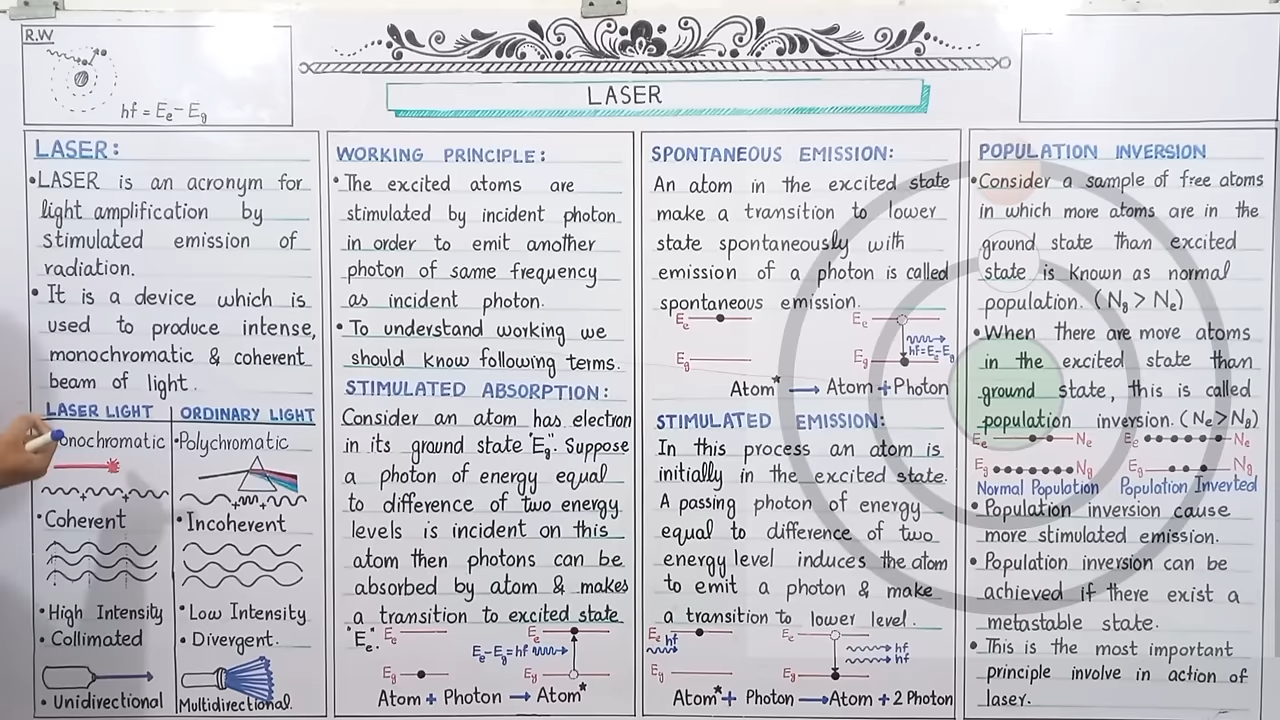 R.W
hf = Ee − Eg
LASER
LASER:
•LASER is an acronym for
light amplification by
stimulated emission of
radiation.
• It is a device which is
used to produce intense,
monochromatic & coherent
beam of light.
LASER LIGHT
onochromatic
•Coherent
•High Intensity
• Collimated
• Unidirectional
ORDINARY LIGHT
•Polychromatic
• Incoherent
• Low Intensity
• Divergent.
Multidirectional.
WORKING PRINCIPLE:
•The excited atoms are
stimulated by incident photon
in order to emit another
photon of same frequency
as incident photon.
• To understand working we
should know following terms.
STIMULATED ABSORPTION:
Consider an atom has electron
in its ground state "Eg". Suppose
a photon of energy equal
to difference of two energy
levels is incident on this
atom then photons can be
absorbed by atom & makes
a transition to excited state
"Ee".
Ee
Eg
Ee
Ee−Eg=hf
Eg
Atom + Photon → Atom*
SPONTANEOUS EMISSION:
An atom in the excited state
make a transition to lower
state spontaneously with
emission of a photon is called
spontaneous emission.
Ee
Eg
Ee
hf=Ee−Eg
Eg
Atom* → Atom + Photon
STIMULATED EMISSION:
In this process an atom is
initially in the excited state.
A passing photon of energy
equal to difference of two
energy level induces the atom
to emit a photon & make
a transition to lower level.
Ee
hf
Eg
Ee
hf
hf
Eg
Atom* + Photon → Atom + 2 Photon
POPULATION INVERSION
•Consider a sample of free atoms
in which more atoms are in the
ground state than excited
state is known as normal
population. (Ng > Ne)
•When there are more atoms
in the excited state than
ground state, this is called
population inversion. (Ne > Ng)
Ee Ne
Eg Ng
Normal Population
Ee Ne
Eg Ng
Population Inverted
• Population inversion cause
more stimulated emission.
• Population inversion can be
achieved if there exist a
metastable state.
• This is the most important
principle involve in action of
laser.